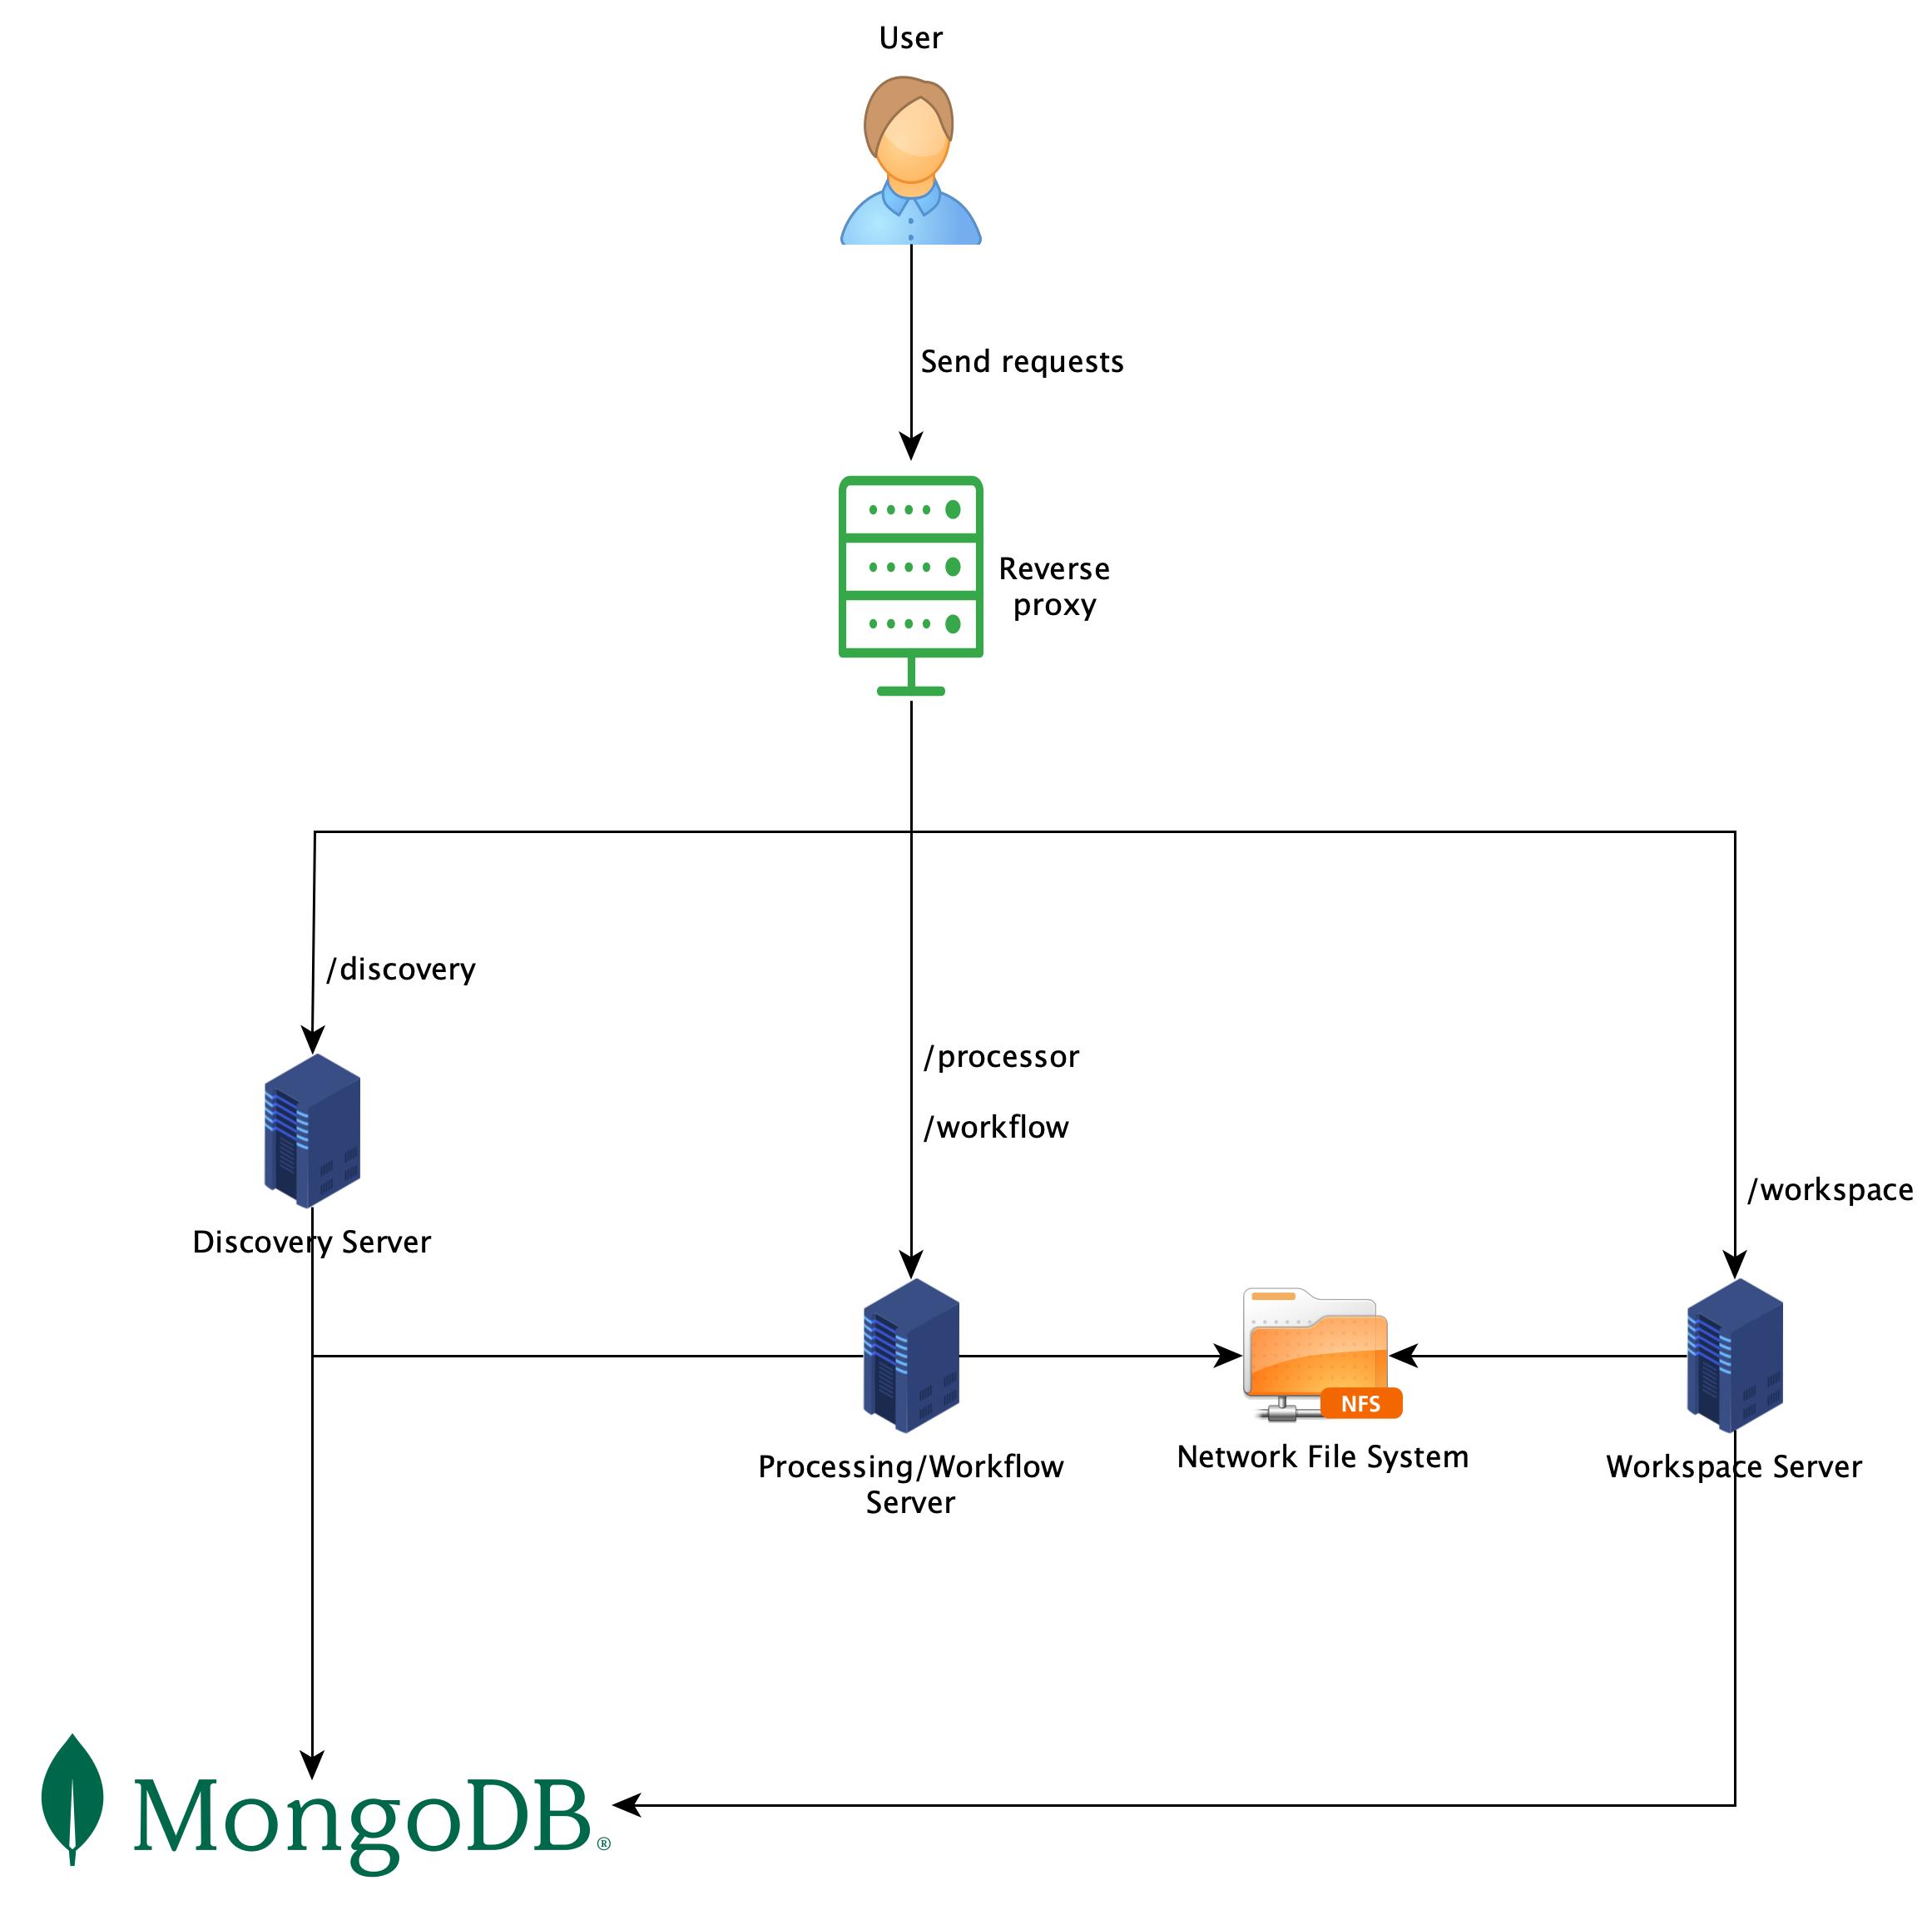 User
Send requests
Reverse
proxy
/discovery
/processor
/workflow
/workspace
Discovery Server
NFS
Network File System
Processing/Workflow
Server
Workspace Server
MongoDB®